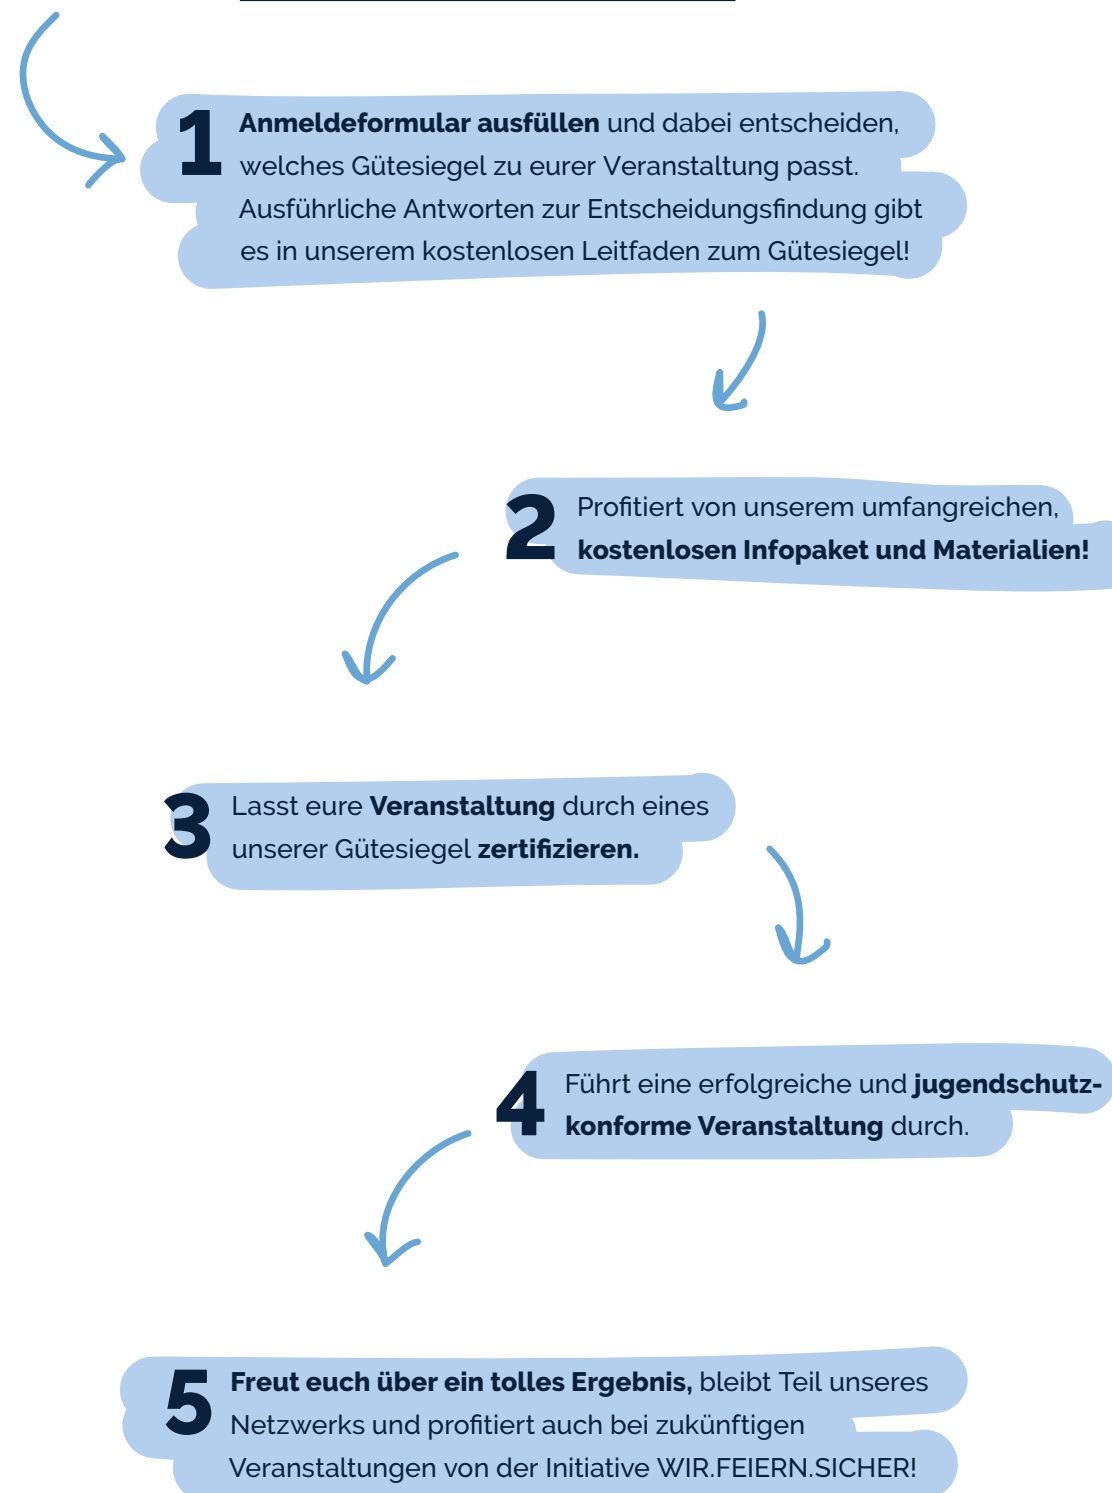 1 Anmeldeformular ausfüllen und dabei entscheiden,
welches Gütesiegel zu eurer Veranstaltung passt.
Ausführliche Antworten zur Entscheidungsfindung gibt
es in unserem kostenlosen Leitfaden zum Gütesiegel!
2 Profitiert von unserem umfangreichen,
kostenlosen Infopaket und Materialien!
3 Lasst eure Veranstaltung durch eines
unserer Gütesiegel zertifizieren.
4 Führt eine erfolgreiche und jugendschutz-
konforme Veranstaltung durch.
5 Freut euch über ein tolles Ergebnis, bleibt Teil unseres
Netzwerks und profitiert auch bei zukünftigen
Veranstaltungen von der Initiative WIR.FEIERN.SICHER!